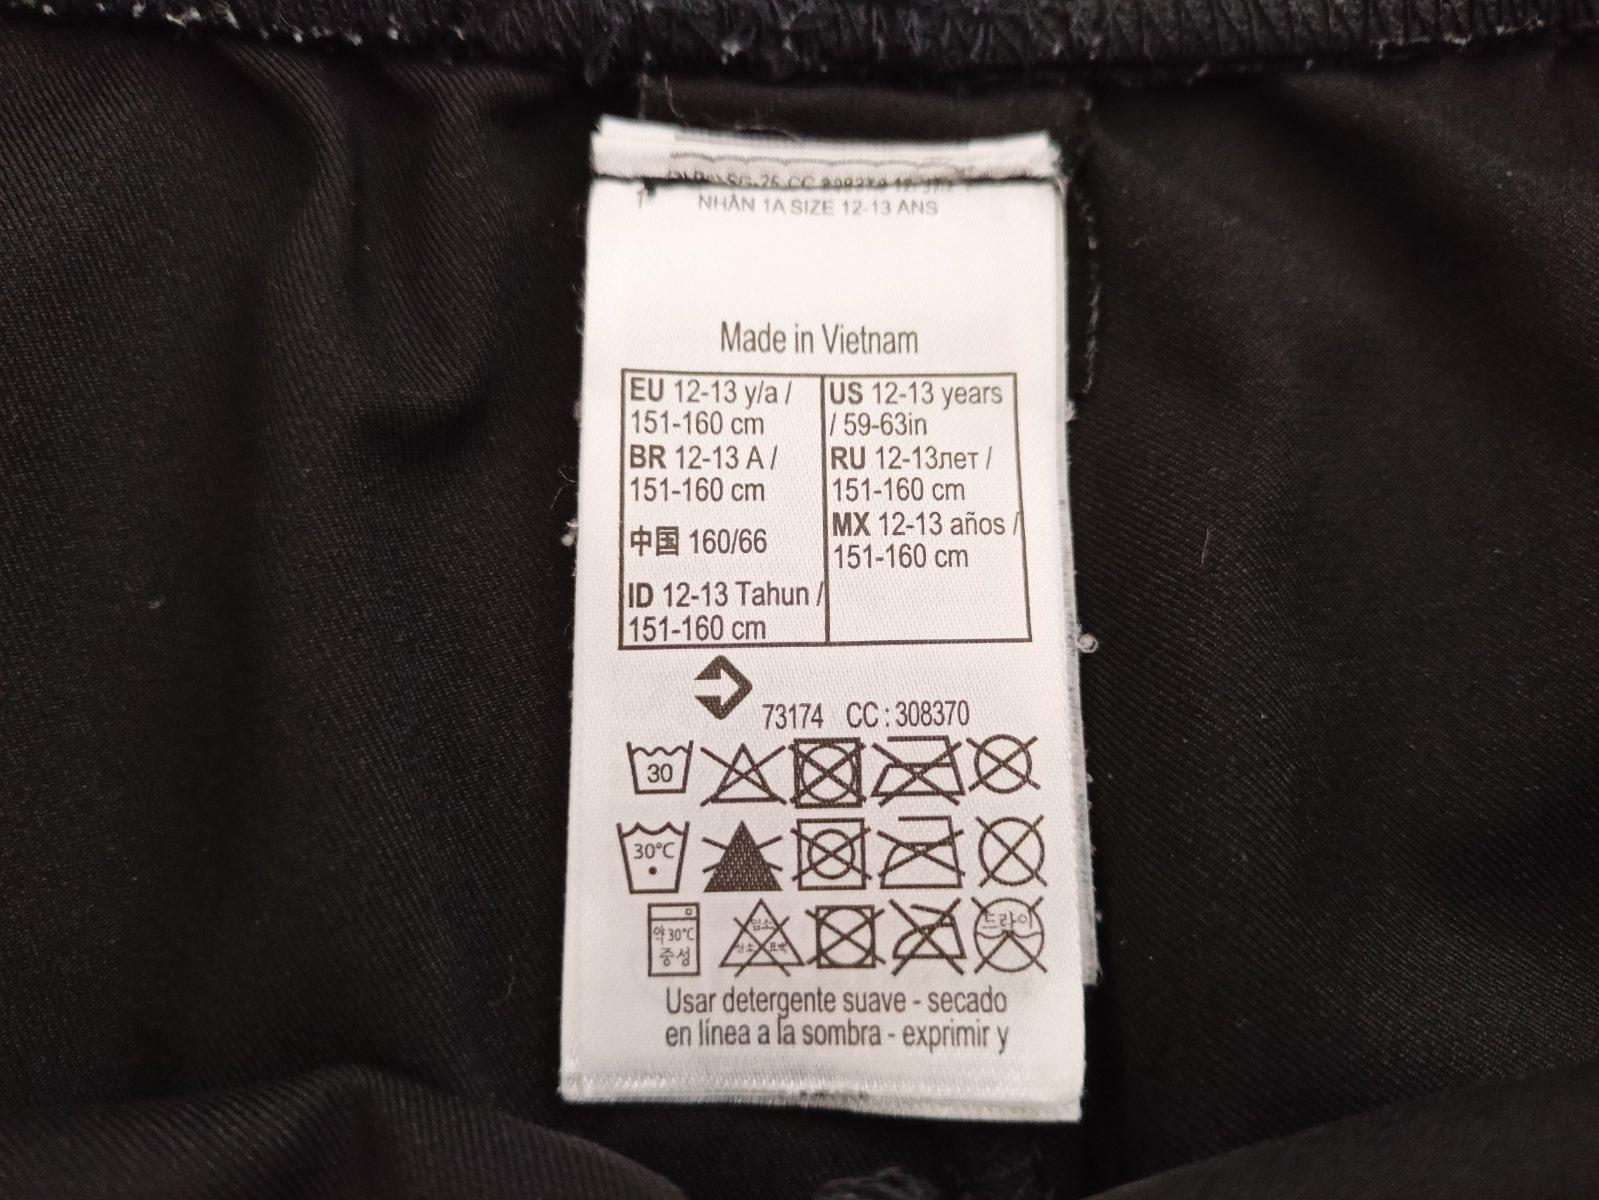 NHÃN 1A SIZE 12-13 ANS
Made in Vietnam
EU 12-13 y/a /
151-160 cm
BR 12-13 A /
151-160 cm
中国 160/66
ID 12-13 Tahun /
151-160 cm
US 12-13 years
/ 59-63in
RU 12-13лет /
151-160 cm
MX 12-13 años /
151-160 cm
73174 CC : 308370
30
30°C
약 30°C
중성
염소
드라이
Usar detergente suave - secado
en línea a la sombra - exprimir y